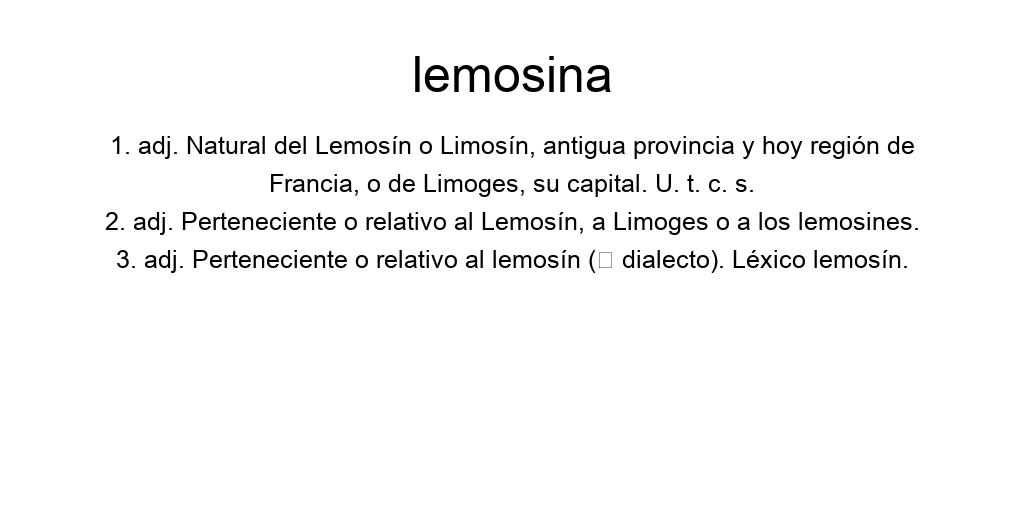 lemosina
1. adj. Natural del Lemosín o Limosín, antigua provincia y hoy región de
Francia, o de Limoges, su capital. U. t. c. s.
2. adj. Perteneciente o relativo al Lemosín, a Limoges o a los lemosines.
3. adj. Perteneciente o relativo al lemosín (□ dialecto). Léxico lemosín.